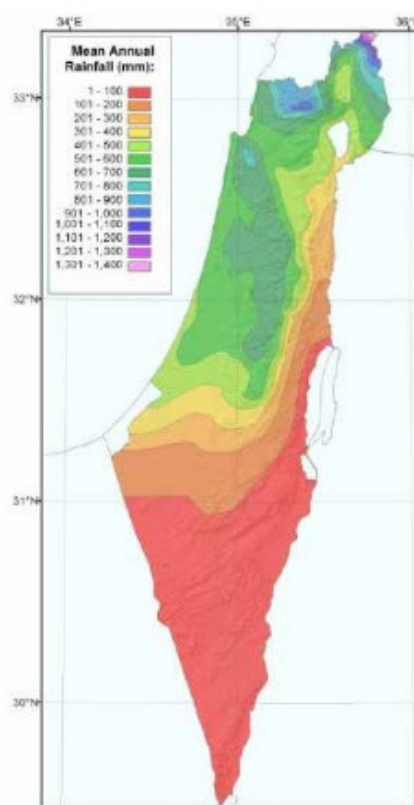 34°E
35°E
36°E
Mean Annual
Rainfall (mm):
1 - 100
101 - 200
201 - 300
301 - 400
401 - 500
501 - 600
601 - 700
701 - 800
801 - 900
901 - 1,000
1,001 - 1,100
1,101 - 1,200
1,201 - 1,300
1,301 - 1,400
33°N
32°N
31°N
30°N